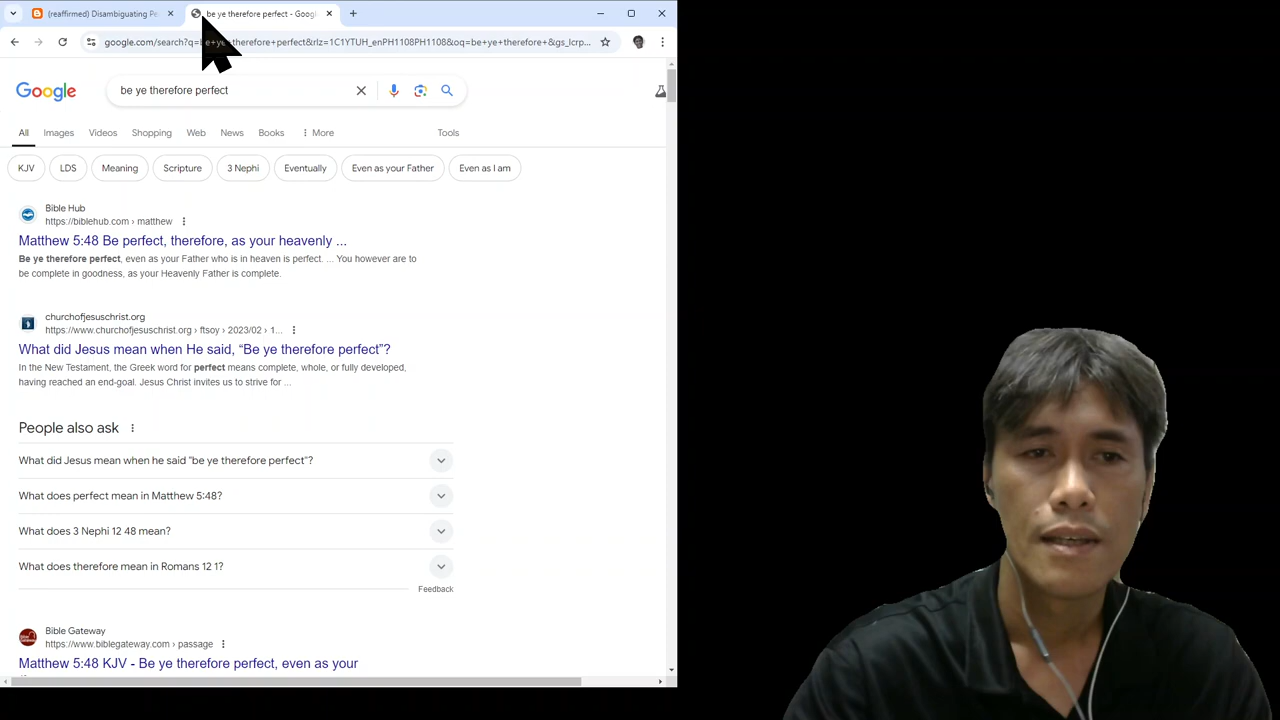 (reaffirmed) Disambiguating Pe
be ye therefore perfect - Googl
google.com/search?q=be+ye+therefore+perfect&rlz=1C1YTUH_enPH1108PH1108&oq=be+ye+therefore+&gs_lcrp...
Google
be ye therefore perfect
All Images Videos Shopping Web News Books More Tools
KJV LDS Meaning Scripture 3 Nephi Eventually Even as your Father Even as I am
Bible Hub
https://biblehub.com › matthew
Matthew 5:48 Be perfect, therefore, as your heavenly ...
Be ye therefore perfect, even as your Father who is in heaven is perfect. ... You however are to
be complete in goodness, as your Heavenly Father is complete.
churchofjesuschrist.org
https://www.churchofjesuschrist.org › ftsoy › 2023/02 › 1...
What did Jesus mean when He said, “Be ye therefore perfect”?
In the New Testament, the Greek word for perfect means complete, whole, or fully developed,
having reached an end-goal. Jesus Christ invites us to strive for ...
People also ask
What did Jesus mean when he said "be ye therefore perfect"?
What does perfect mean in Matthew 5:48?
What does 3 Nephi 12 48 mean?
What does therefore mean in Romans 12 1?
Feedback
Bible Gateway
https://www.biblegateway.com › passage
Matthew 5:48 KJV - Be ye therefore perfect, even as your